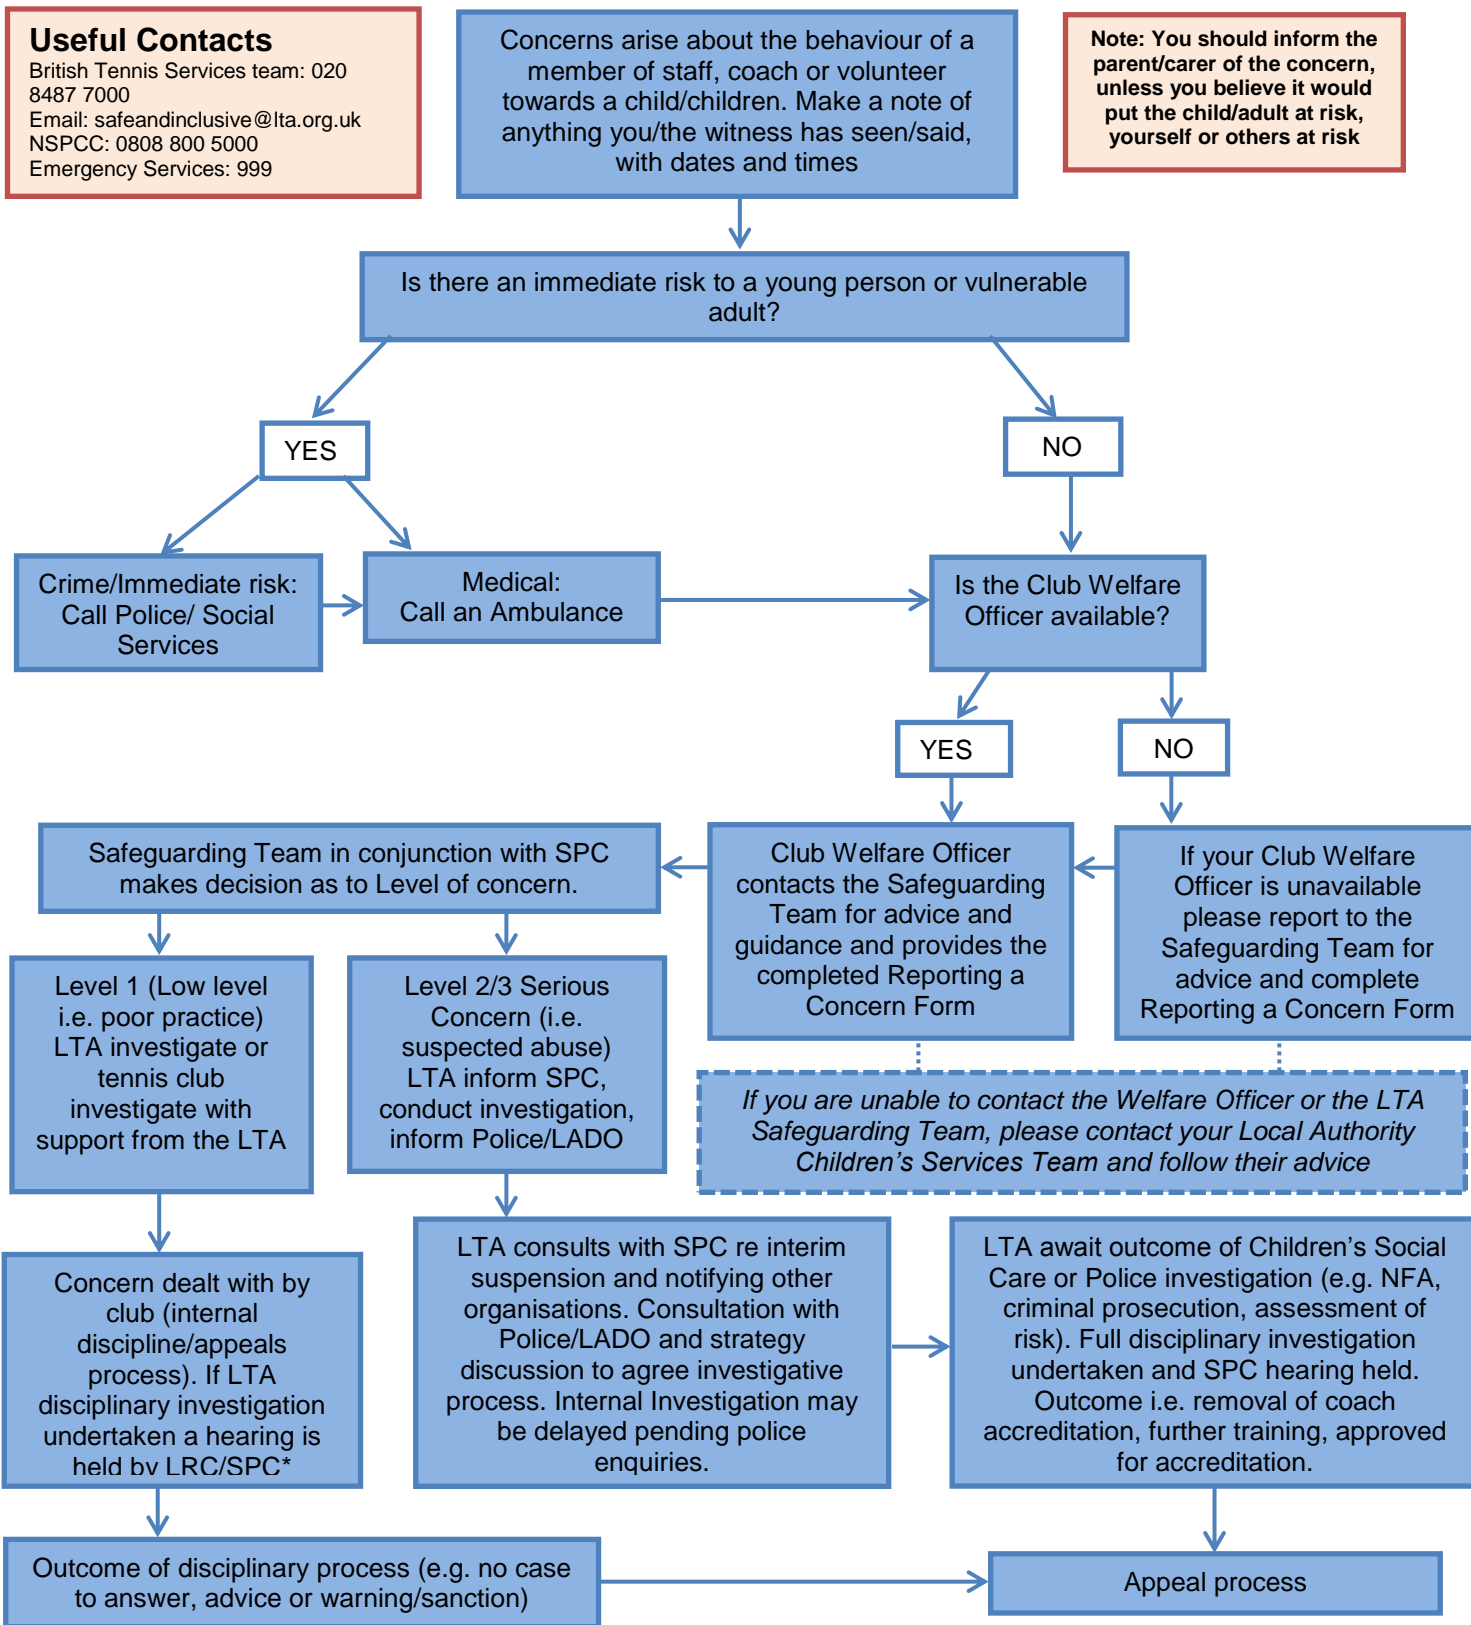 Useful Contacts
British Tennis Services team: 020
8487 7000
Email: safeandinclusive@lta.org.uk
NSPCC: 0808 800 5000
Emergency Services: 999
Concerns arise about the behaviour of a
member of staff, coach or volunteer
towards a child/children. Make a note of
anything you/the witness has seen/said,
with dates and times
Note: You should inform the
parent/carer of the concern,
unless you believe it would
put the child/adult at risk,
yourself or others at risk
Is there an immediate risk to a young person or vulnerable
adult?
YES
NO
Crime/Immediate risk:
Call Police/ Social
Services
Medical:
Call an Ambulance
Is the Club Welfare
Officer available?
YES
NO
Safeguarding Team in conjunction with SPC
makes decision as to Level of concern.
Club Welfare Officer
contacts the Safeguarding
Team for advice and
guidance and provides the
completed Reporting a
Concern Form
If your Club Welfare
Officer is unavailable
please report to the
Safeguarding Team for
advice and complete
Reporting a Concern Form
Level 1 (Low level
i.e. poor practice)
LTA investigate or
tennis club
investigate with
support from the LTA
Level 2/3 Serious
Concern (i.e.
suspected abuse)
LTA inform SPC,
conduct investigation,
inform Police/LADO
If you are unable to contact the Welfare Officer or the LTA
Safeguarding Team, please contact your Local Authority
Children’s Services Team and follow their advice
Concern dealt with by
club (internal
discipline/appeals
process). If LTA
disciplinary investigation
undertaken a hearing is
held by LRC/SPC*
LTA consults with SPC re interim
suspension and notifying other
organisations. Consultation with
Police/LADO and strategy
discussion to agree investigative
process. Internal Investigation may
be delayed pending police
enquiries.
LTA await outcome of Children’s Social
Care or Police investigation (e.g. NFA,
criminal prosecution, assessment of
risk). Full disciplinary investigation
undertaken and SPC hearing held.
Outcome i.e. removal of coach
accreditation, further training, approved
for accreditation.
Outcome of disciplinary process (e.g. no case
to answer, advice or warning/sanction)
Appeal process